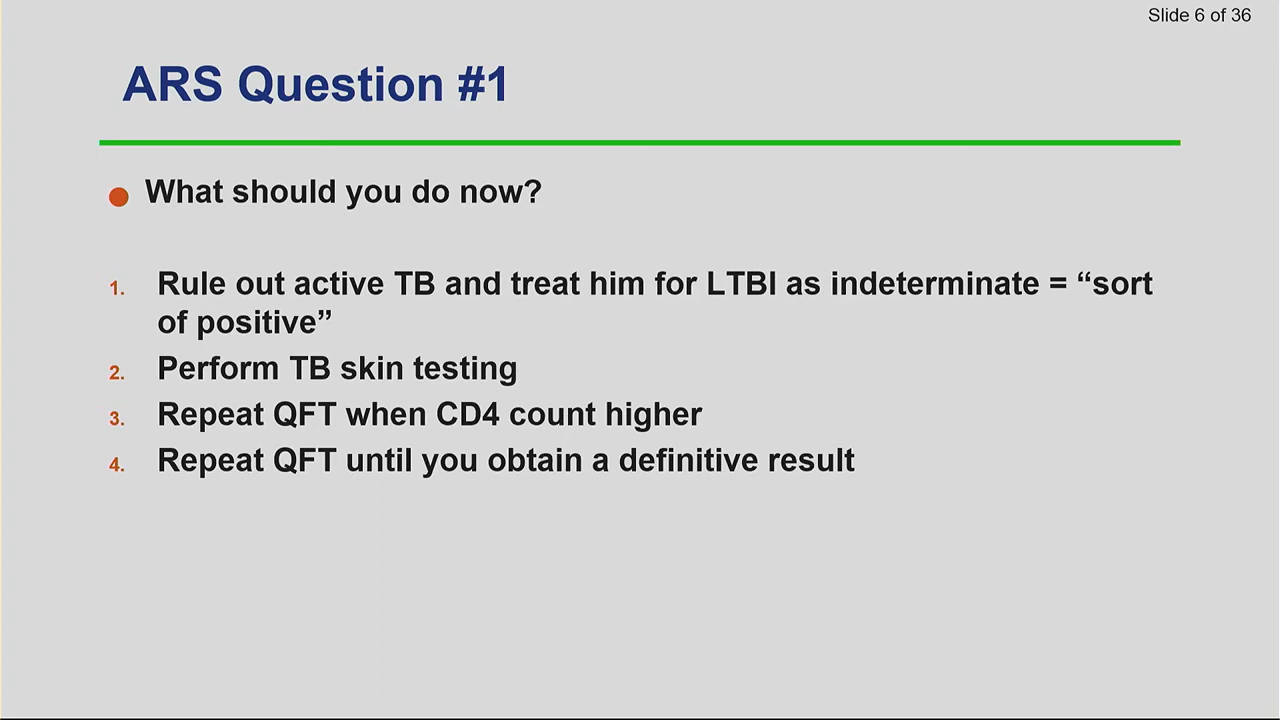 Slide 6 of 36
ARS Question #1
What should you do now?
1. Rule out active TB and treat him for LTBI as indeterminate = “sort
of positive”
2. Perform TB skin testing
3. Repeat QFT when CD4 count higher
4. Repeat QFT until you obtain a definitive result